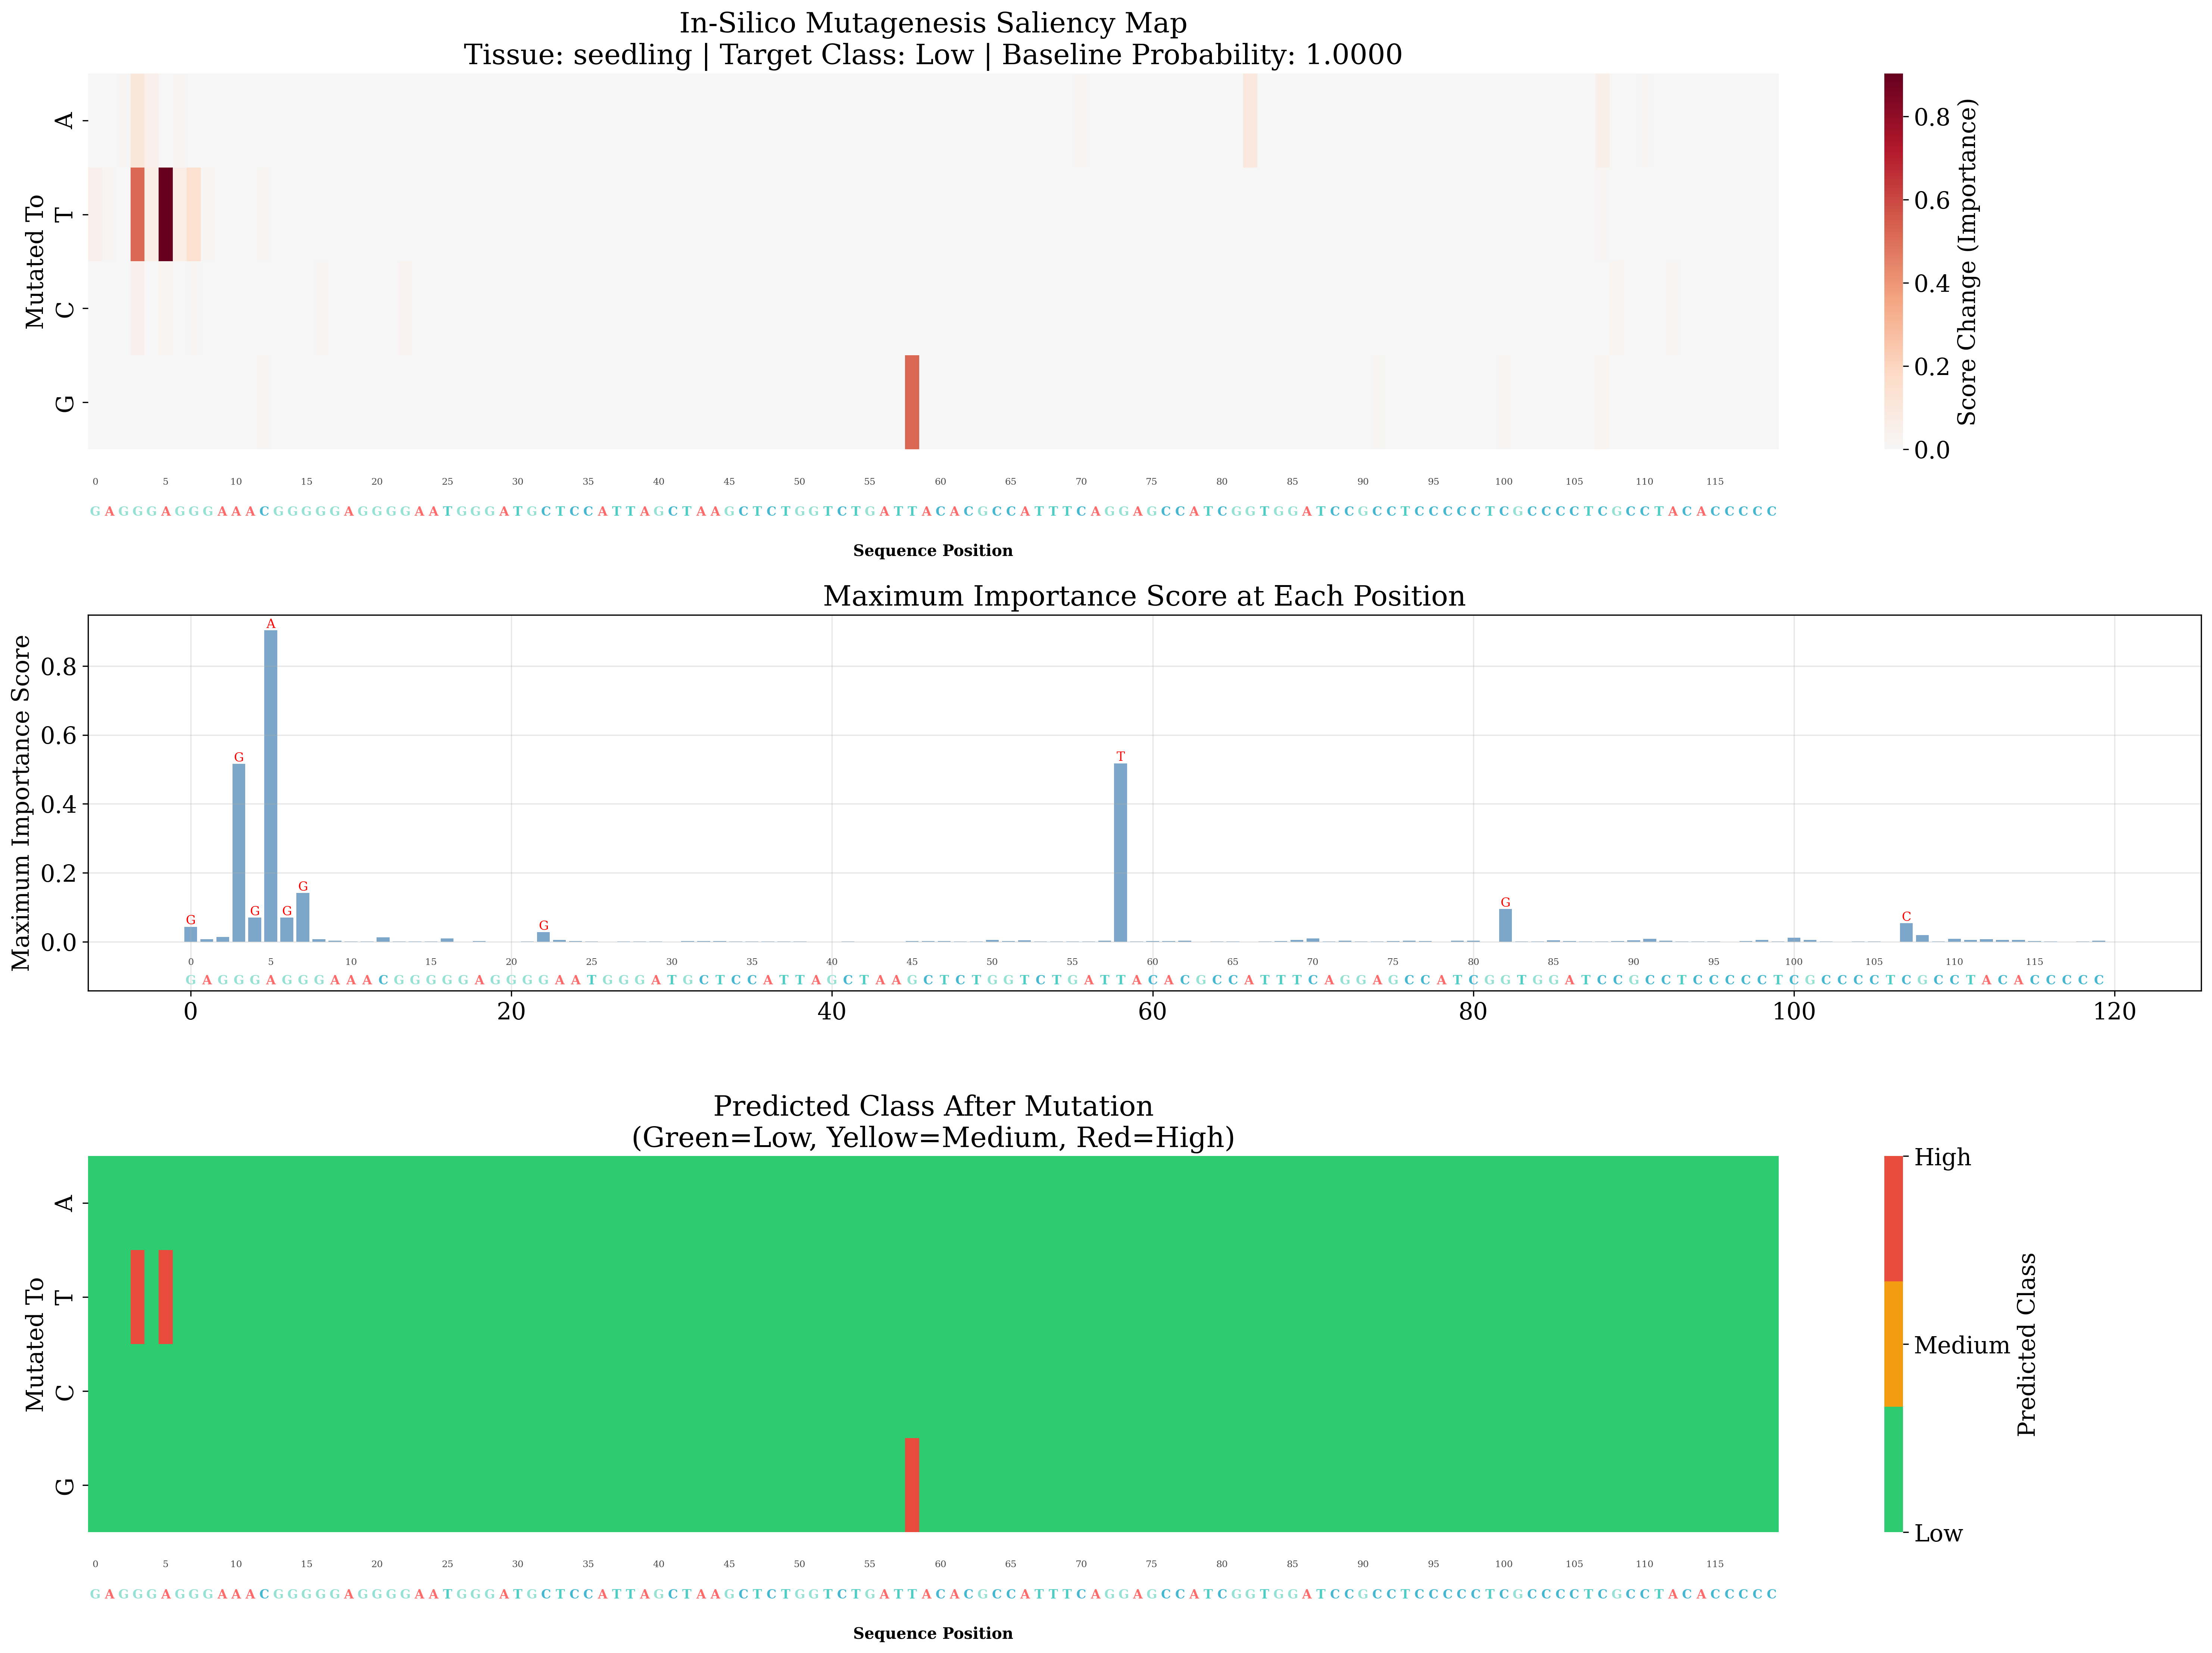 In-Silico Mutagenesis Saliency Map
Tissue: seedling | Target Class: Low | Baseline Probability: 1.0000
Mutated To
A
T
C
G
0 5 10 15 20 25 30 35 40 45 50 55 60 65 70 75 80 85 90 95 100 105 110 115
GAGGGAGGGAAACGGGGGAGGGGAATGGGATGCTCCATTAGCTAAGCTCTGGTCTGATTACACGCCATTTCAGGAGCCATCGGTGGATCCGCCTCCCCCTCGCCCCTCGCCTACACCCCC
Sequence Position
0.8
0.6
0.4
0.2
0.0
Score Change (Importance)
Maximum Importance Score at Each Position
Maximum Importance Score
0.8
0.6
0.4
0.2
0.0
G G G A G G G T G C
0 5 10 15 20 25 30 35 40 45 50 55 60 65 70 75 80 85 90 95 100 105 110 115
GAGGGAGGGAAACGGGGGAGGGGAATGGGATGCTCCATTAGCTAAGCTCTGGTCTGATTACACGCCATTTCAGGAGCCATCGGTGGATCCGCCTCCCCCTCGCCCCTCGCCTACACCCCC
0 20 40 60 80 100 120
Predicted Class After Mutation
(Green=Low, Yellow=Medium, Red=High)
Mutated To
A
T
C
G
0 5 10 15 20 25 30 35 40 45 50 55 60 65 70 75 80 85 90 95 100 105 110 115
GAGGGAGGGAAACGGGGGAGGGGAATGGGATGCTCCATTAGCTAAGCTCTGGTCTGATTACACGCCATTTCAGGAGCCATCGGTGGATCCGCCTCCCCCTCGCCCCTCGCCTACACCCCC
Sequence Position
High
Medium
Low
Predicted Class